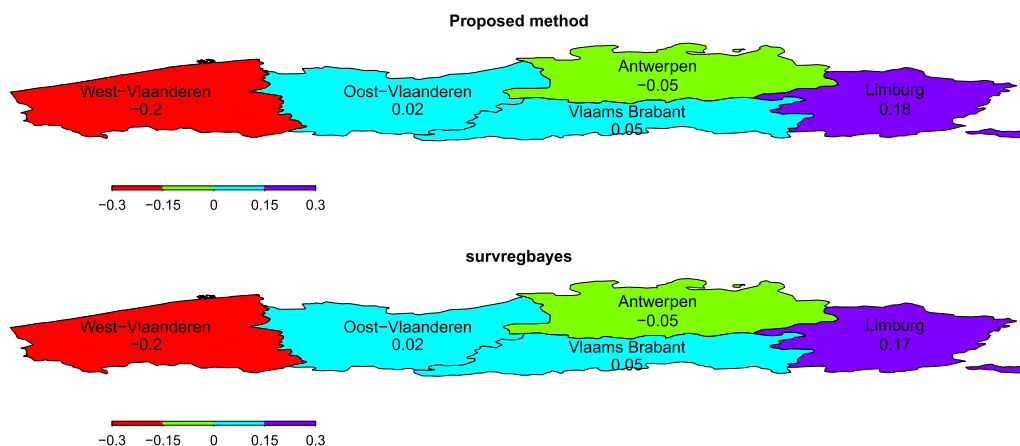 Proposed method
Antwerpen
−0.05
West−Vlaanderen
−0.2
Oost−Vlaanderen
0.02
Limburg
0.18
Vlaams Brabant
0.05
−0.3 −0.15 0 0.15 0.3
survregbayes
Antwerpen
−0.05
West−Vlaanderen
−0.2
Oost−Vlaanderen
0.02
Limburg
0.17
Vlaams Brabant
0.05
−0.3 −0.15 0 0.15 0.3